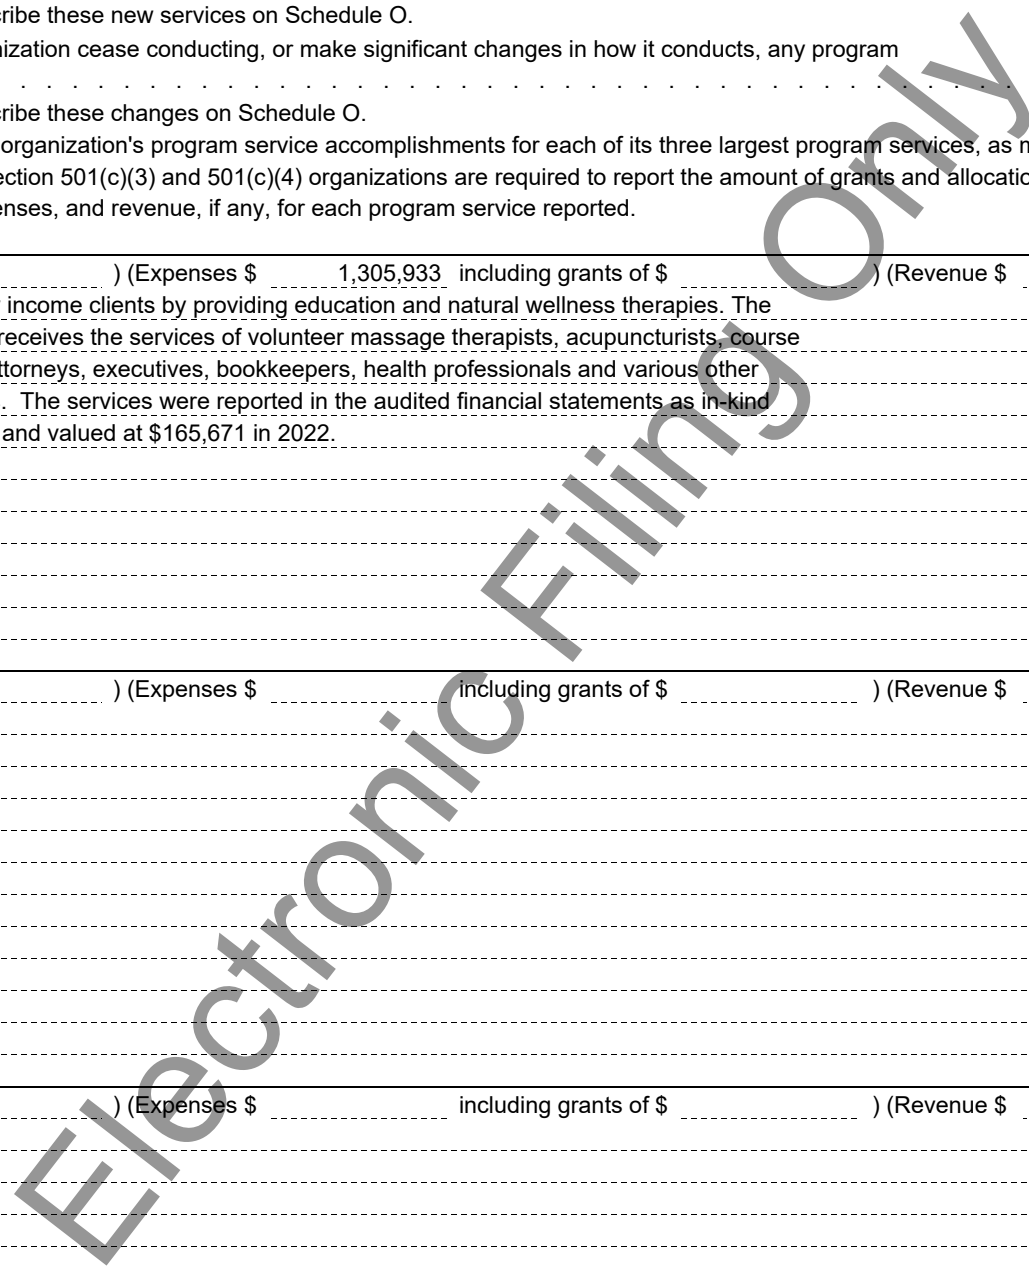 cribe these new services on Schedule O.
nization cease conducting, or make significant changes in how it conducts, any program
. . . . . . . . . . . . . . . . . . . . . . . . . . . . . . . . . . . . . . .
cribe these changes on Schedule O.
organization's program service accomplishments for each of its three largest program services, as m
ection 501(c)(3) and 501(c)(4) organizations are required to report the amount of grants and allocatio
enses, and revenue, if any, for each program service reported.
) (Expenses $ 1,305,933 including grants of $ ) (Revenue $
income clients by providing education and natural wellness therapies. The
receives the services of volunteer massage therapists, acupuncturists, course
ttorneys, executives, bookkeepers, health professionals and various other
. The services were reported in the audited financial statements as in-kind
and valued at $165,671 in 2022.
) (Expenses $ including grants of $ ) (Revenue $
) (Expenses $ including grants of $ ) (Revenue $
Electronic Filing Only